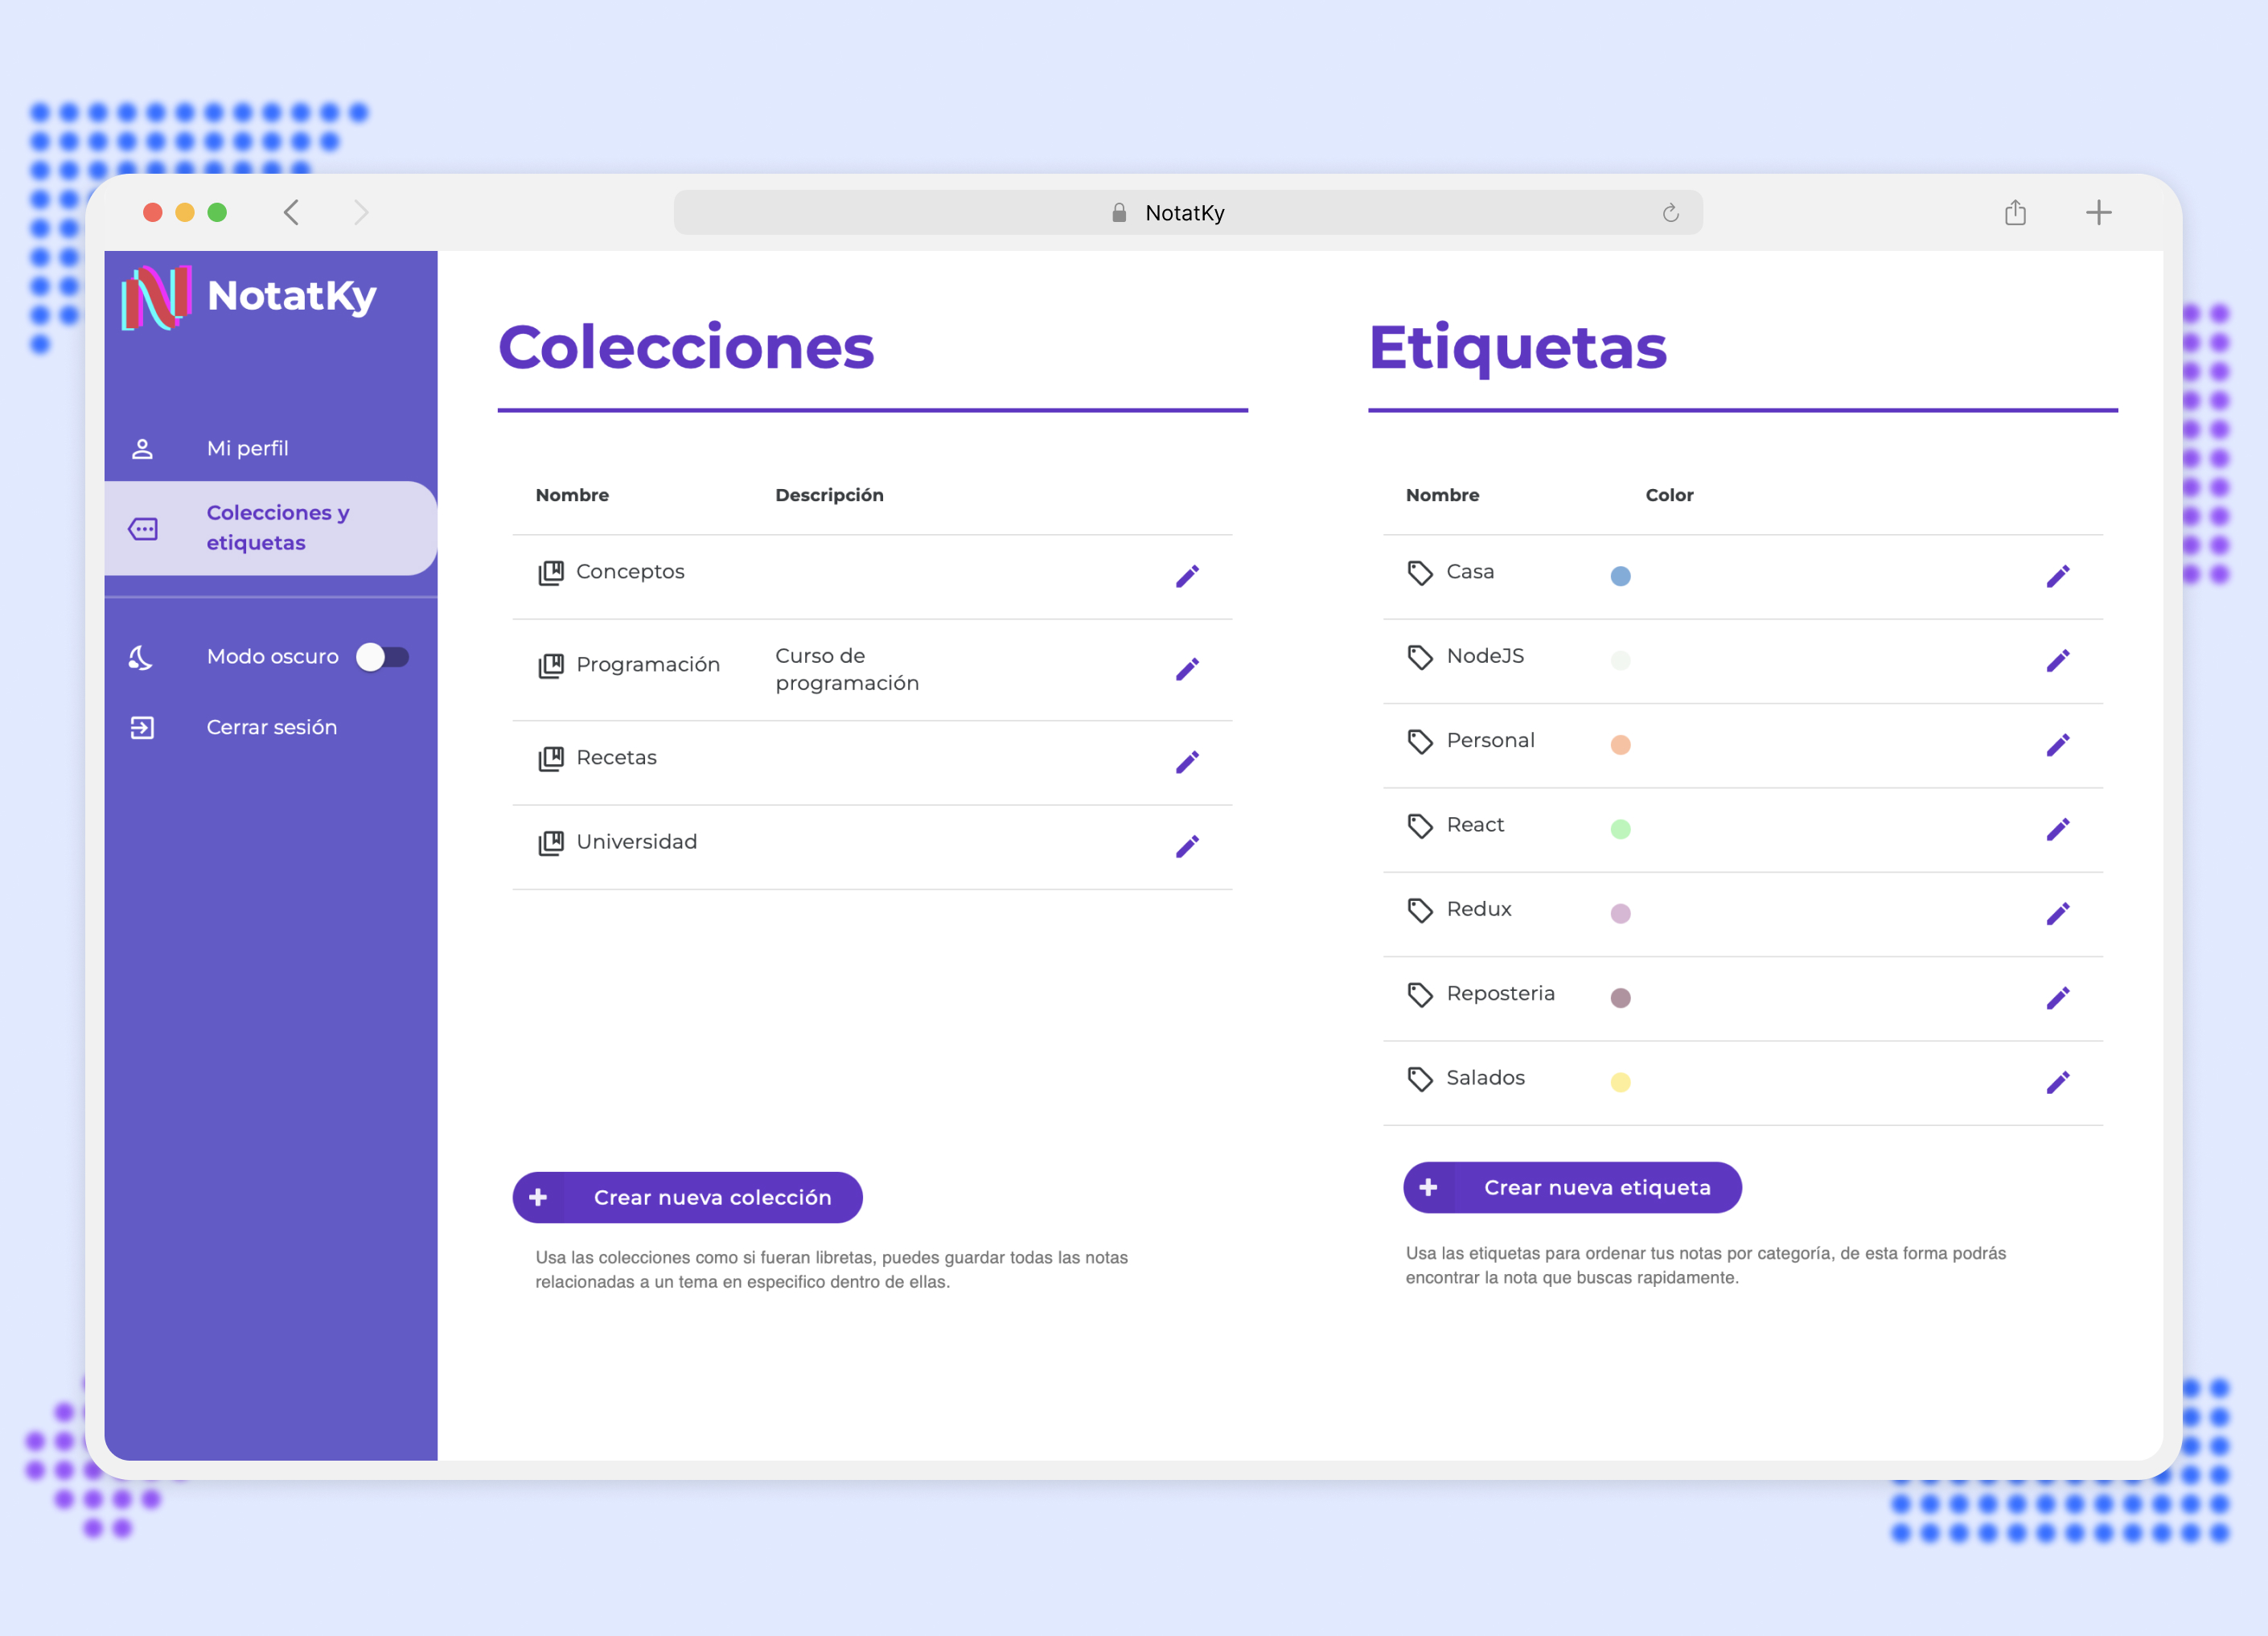 NotatKy
NotatKy
Mi perfil
Colecciones y
etiquetas
Modo oscuro
Cerrar sesión
Colecciones
Nombre Descripción
Conceptos
Programación Curso de
programación
Recetas
Universidad
Crear nueva colección
Usa las colecciones como si fueran libretas, puedes guardar todas las notas
relacionadas a un tema en especifico dentro de ellas.
Etiquetas
Nombre Color
Casa
NodeJS
Personal
React
Redux
Reposteria
Salados
Crear nueva etiqueta
Usa las etiquetas para ordenar tus notas por categoría, de esta forma podrás
encontrar la nota que buscas rapidamente.